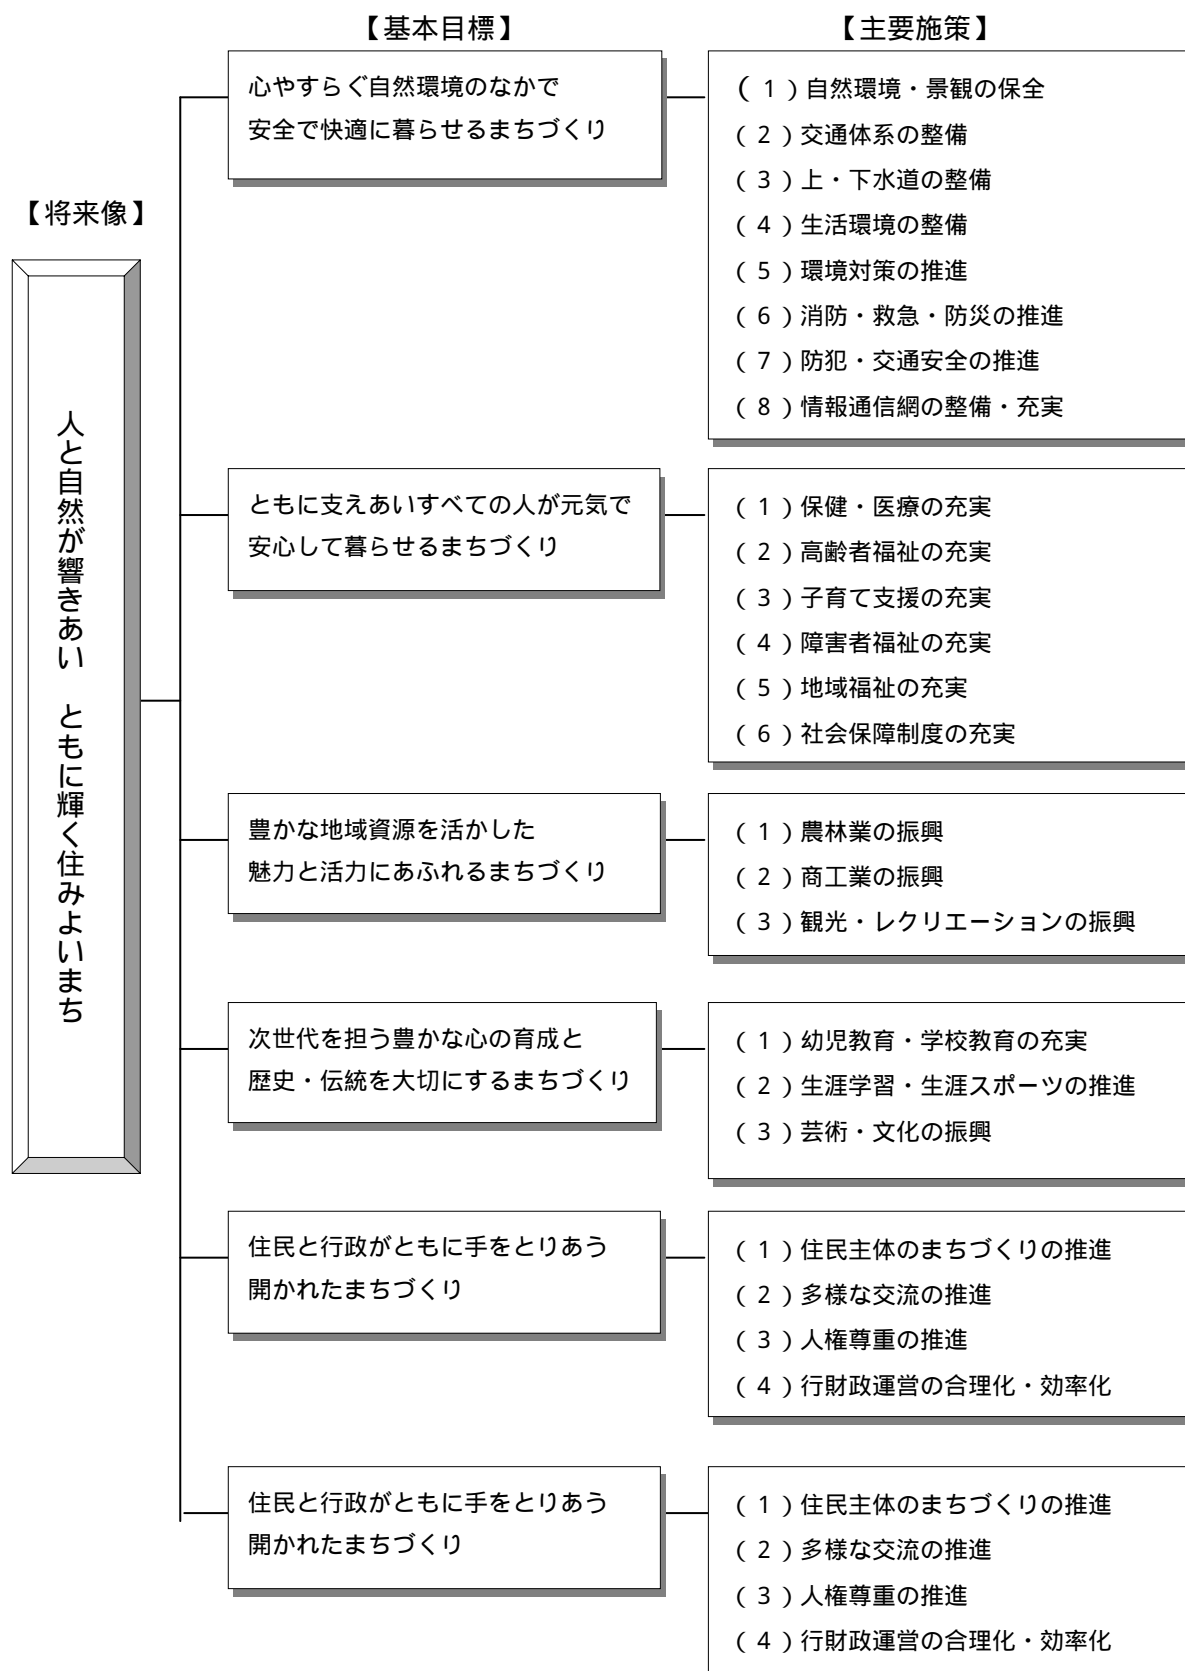 【基本目標】
【主要施策】
【将来像】
人と自然が響きあい　ともに輝く住みよいまち
心やすらぐ自然環境のなかで
安全で快適に暮らせるまちづくり
(1)自然環境・景観の保全
(2)交通体系の整備
(3)上・下水道の整備
(4)生活環境の整備
(5)環境対策の推進
(6)消防・救急・防災の推進
(7)防犯・交通安全の推進
(8)情報通信網の整備・充実
ともに支えあいすべての人が元気で
安心して暮らせるまちづくり
(1)保健・医療の充実
(2)高齢者福祉の充実
(3)子育て支援の充実
(4)障害者福祉の充実
(5)地域福祉の充実
(6)社会保障制度の充実
豊かな地域資源を活かした
魅力と活力にあふれるまちづくり
(1)農林業の振興
(2)商工業の振興
(3)観光・レクリエーションの振興
次世代を担う豊かな心の育成と
歴史・伝統を大切にするまちづくり
(1)幼児教育・学校教育の充実
(2)生涯学習・生涯スポーツの推進
(3)芸術・文化の振興
住民と行政がともに手をとりあう
開かれたまちづくり
(1)住民主体のまちづくりの推進
(2)多様な交流の推進
(3)人権尊重の推進
(4)行財政運営の合理化・効率化
住民と行政がともに手をとりあう
開かれたまちづくり
(1)住民主体のまちづくりの推進
(2)多様な交流の推進
(3)人権尊重の推進
(4)行財政運営の合理化・効率化